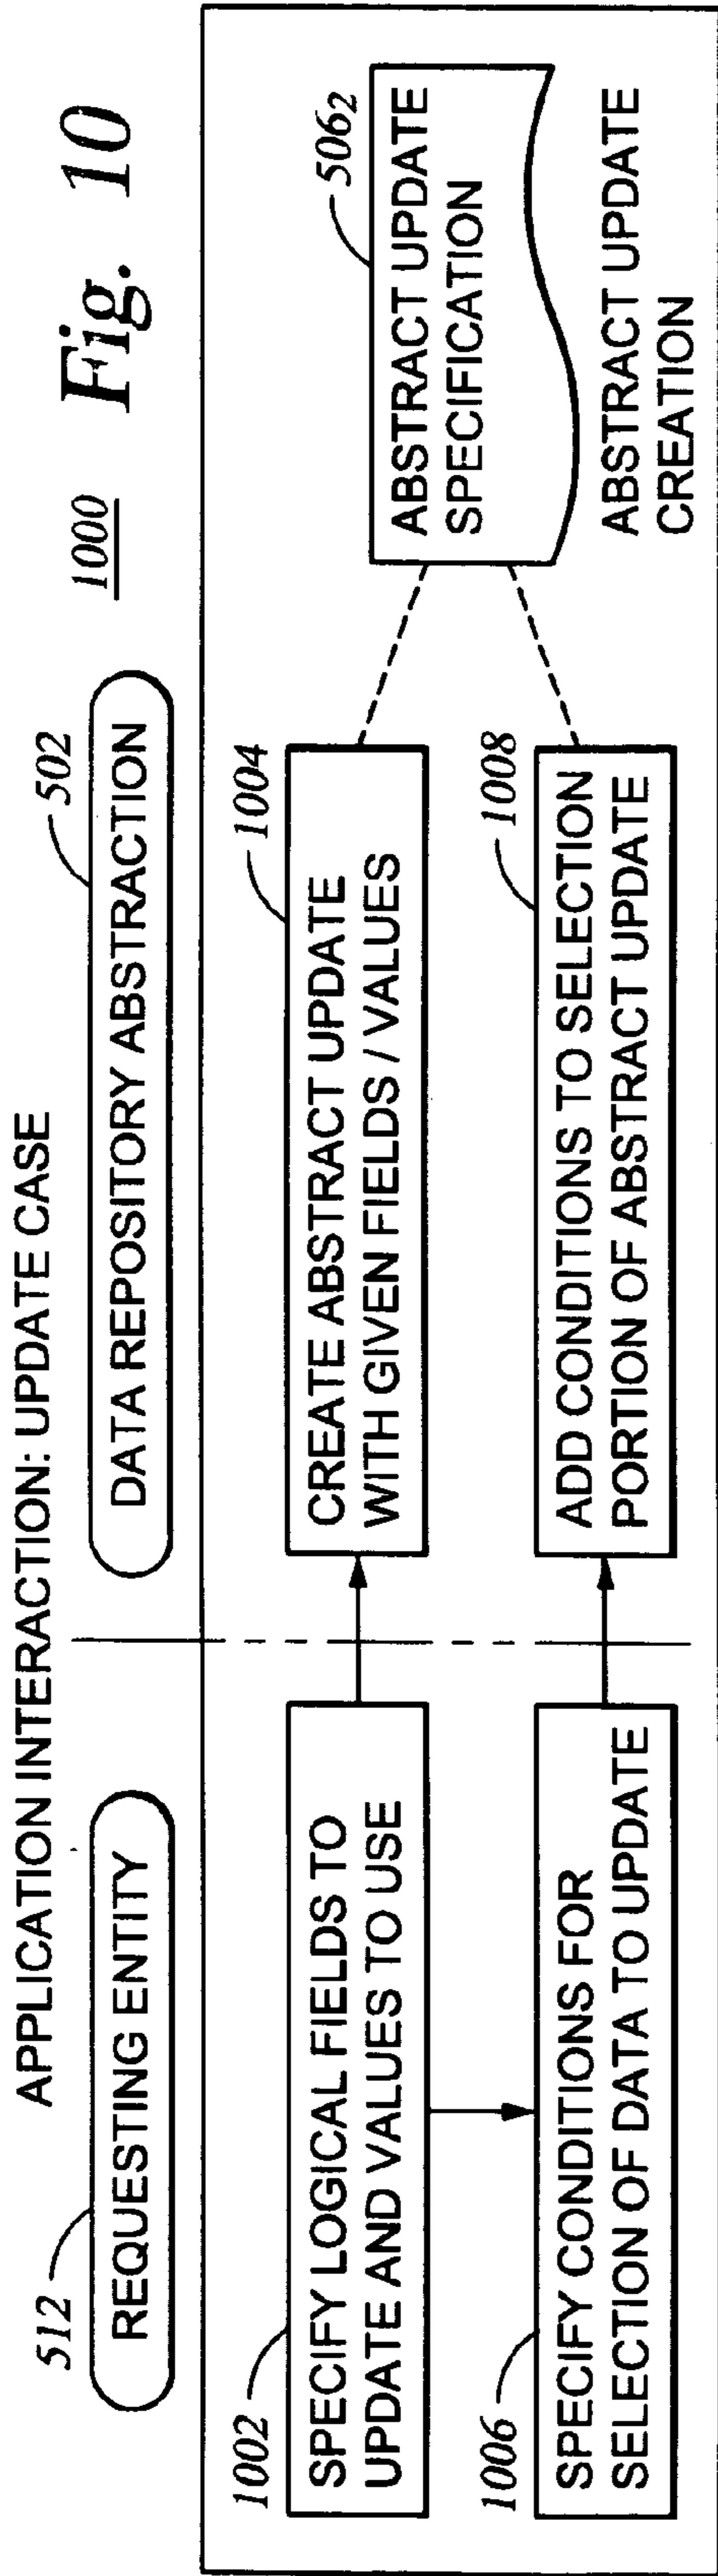 APPLICATION INTERACTION: UPDATE CASE
1000
Fig. 10
512
REQUESTING ENTITY
502
DATA REPOSITORY ABSTRACTION
1002
SPECIFY LOGICAL FIELDS TO
UPDATE AND VALUES TO USE
1004
CREATE ABSTRACT UPDATE
WITH GIVEN FIELDS / VALUES
1006
SPECIFY CONDITIONS FOR
SELECTION OF DATA TO UPDATE
1008
ADD CONDITIONS TO SELECTION
PORTION OF ABSTRACT UPDATE
506₂
ABSTRACT UPDATE
SPECIFICATION
ABSTRACT UPDATE
CREATION